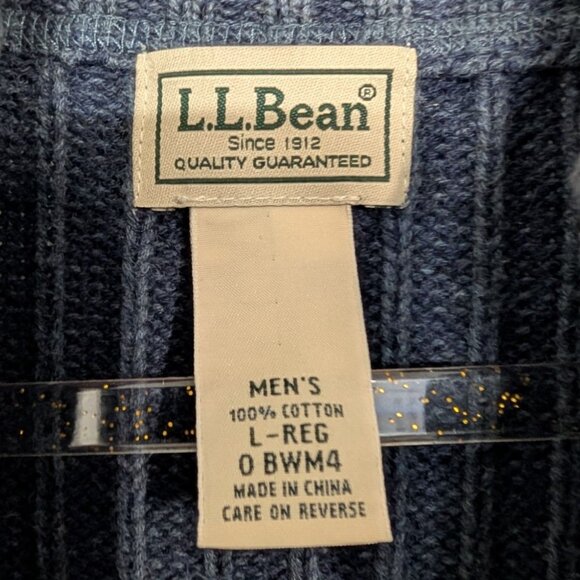 L.L.Bean®
Since 1912
QUALITY GUARANTEED
MEN'S
100% COTTON
L-REG
0 BWM4
MADE IN CHINA
CARE ON REVERSE